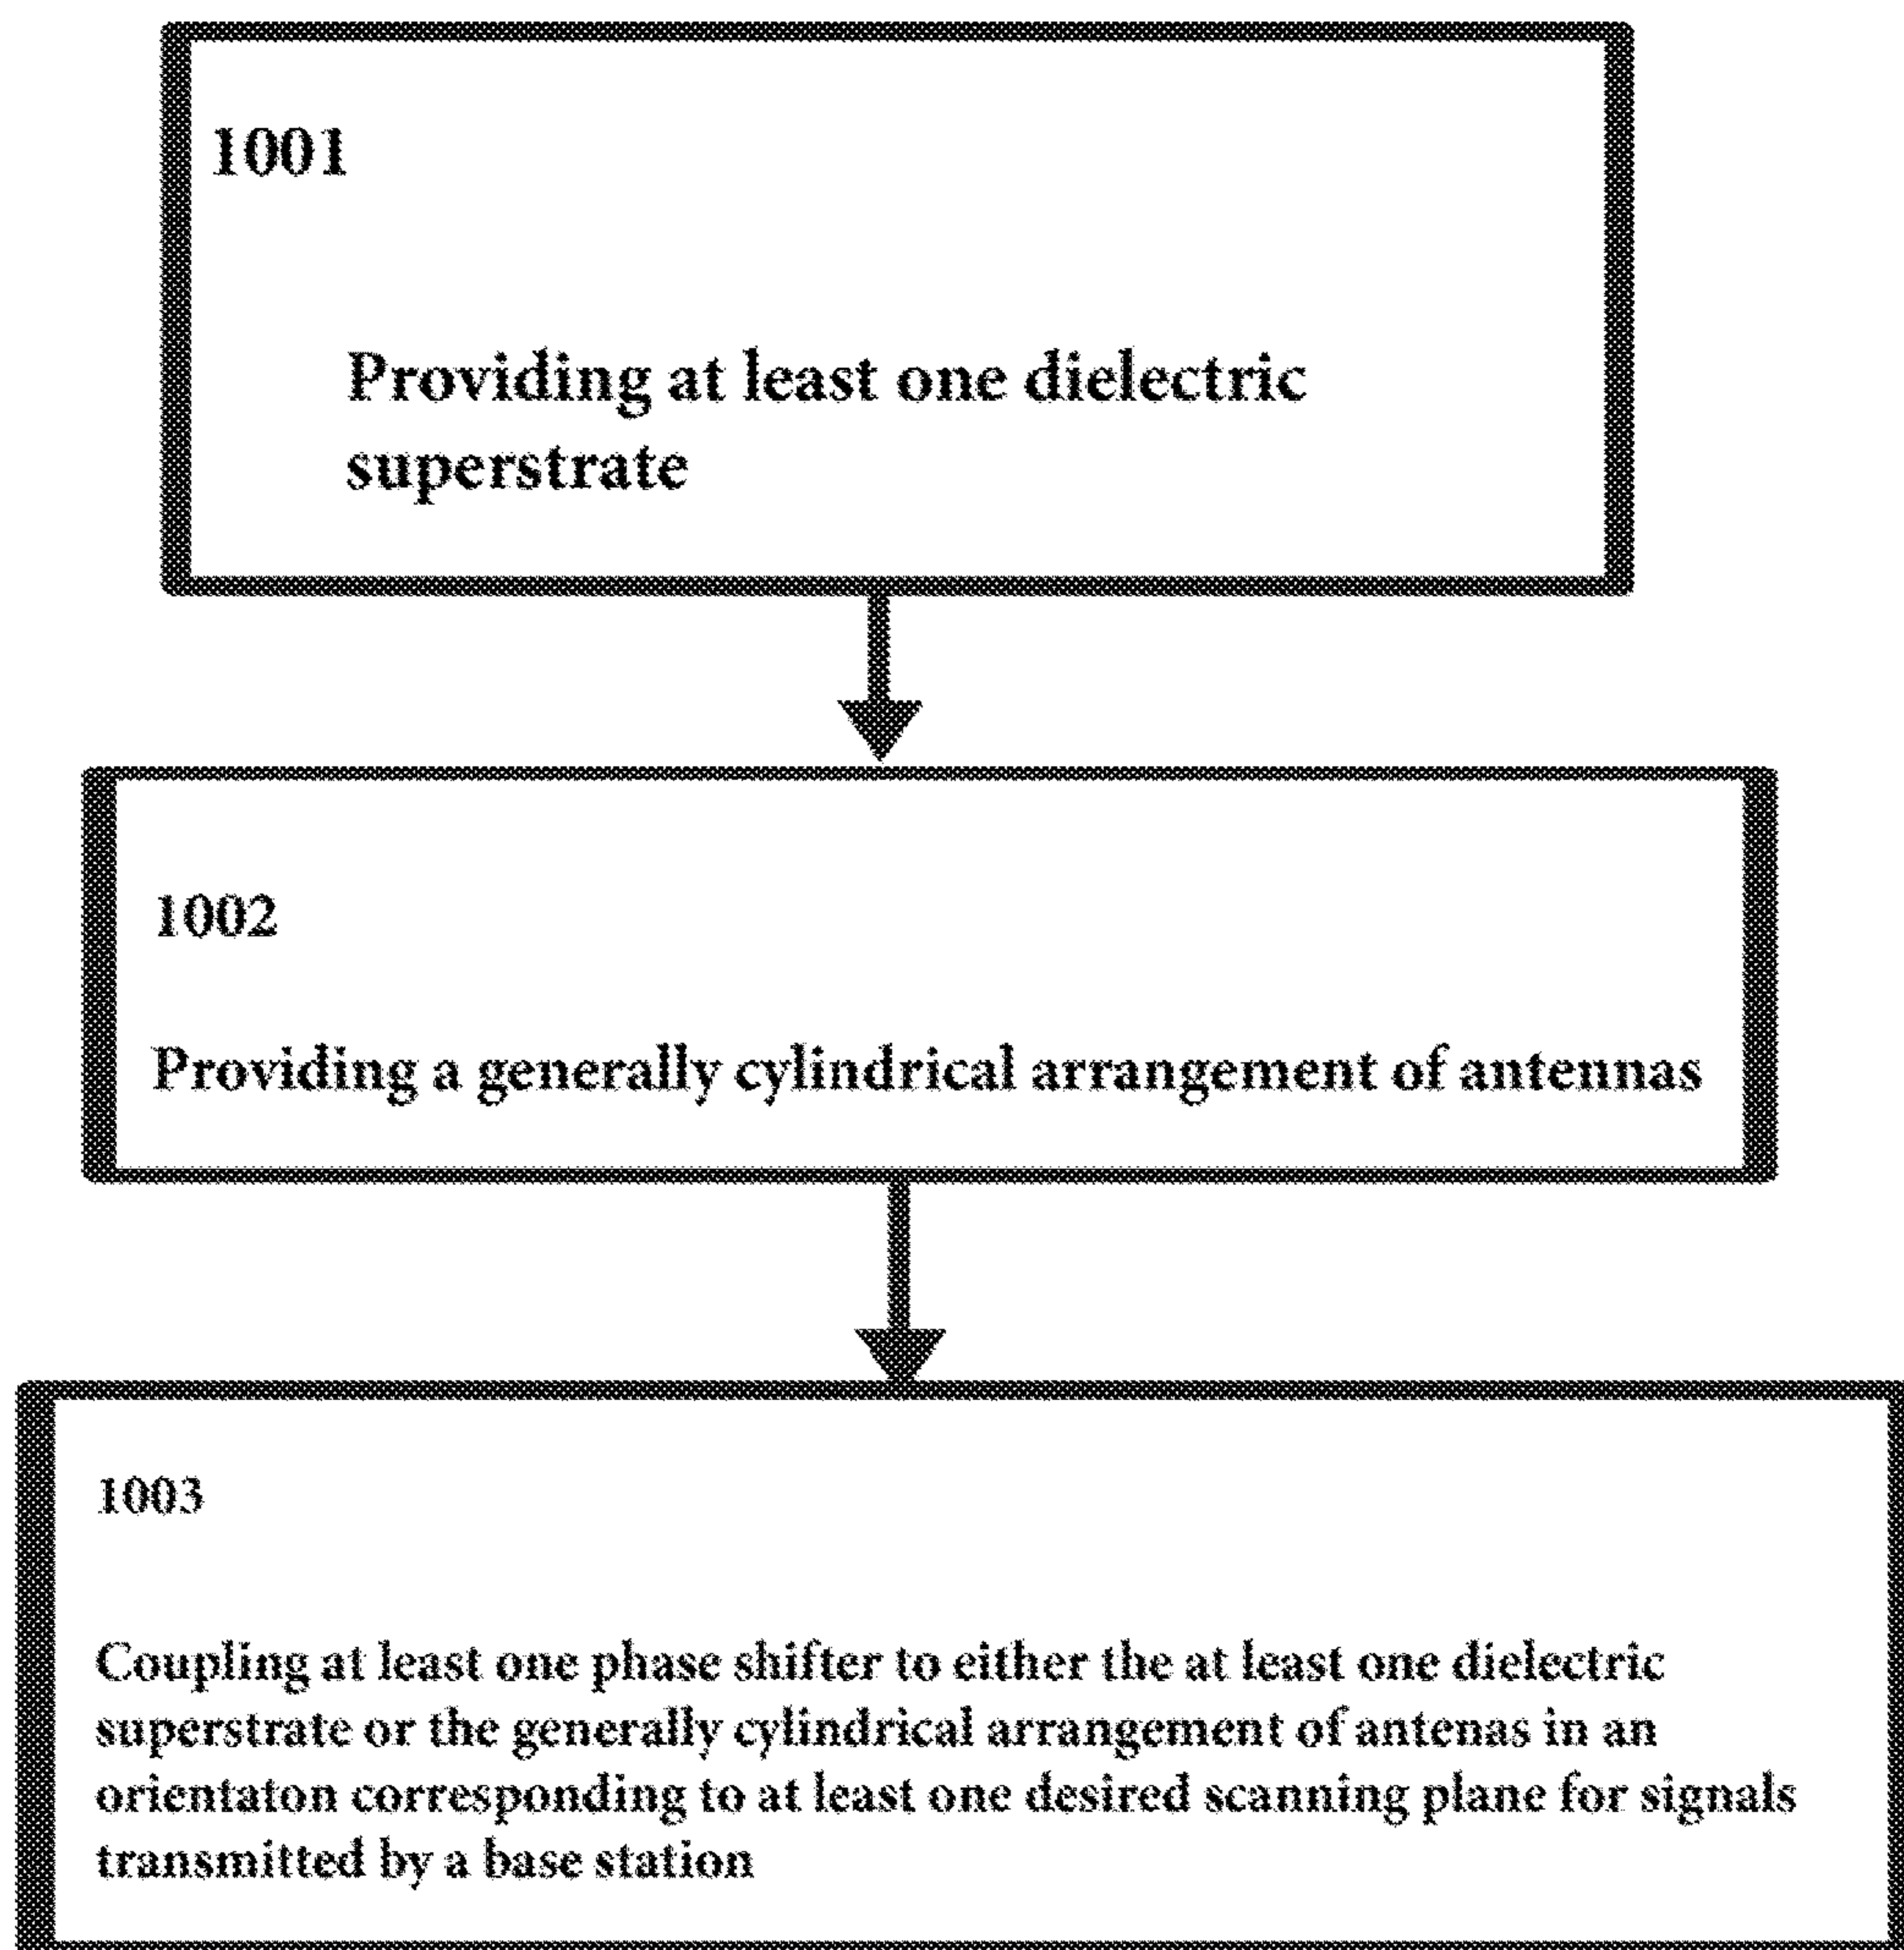 1001
Providing at least one dielectric
superstrate
1002
Providing a generally cylindrical arrangement of antennas
1003
Coupling at least one phase shifter to either the at least one dielectric
superstrate or the generally cylindrical arrangement of antenas in an
orientaton corresponding to at least one desired scanning plane for signals
transmitted by a base station